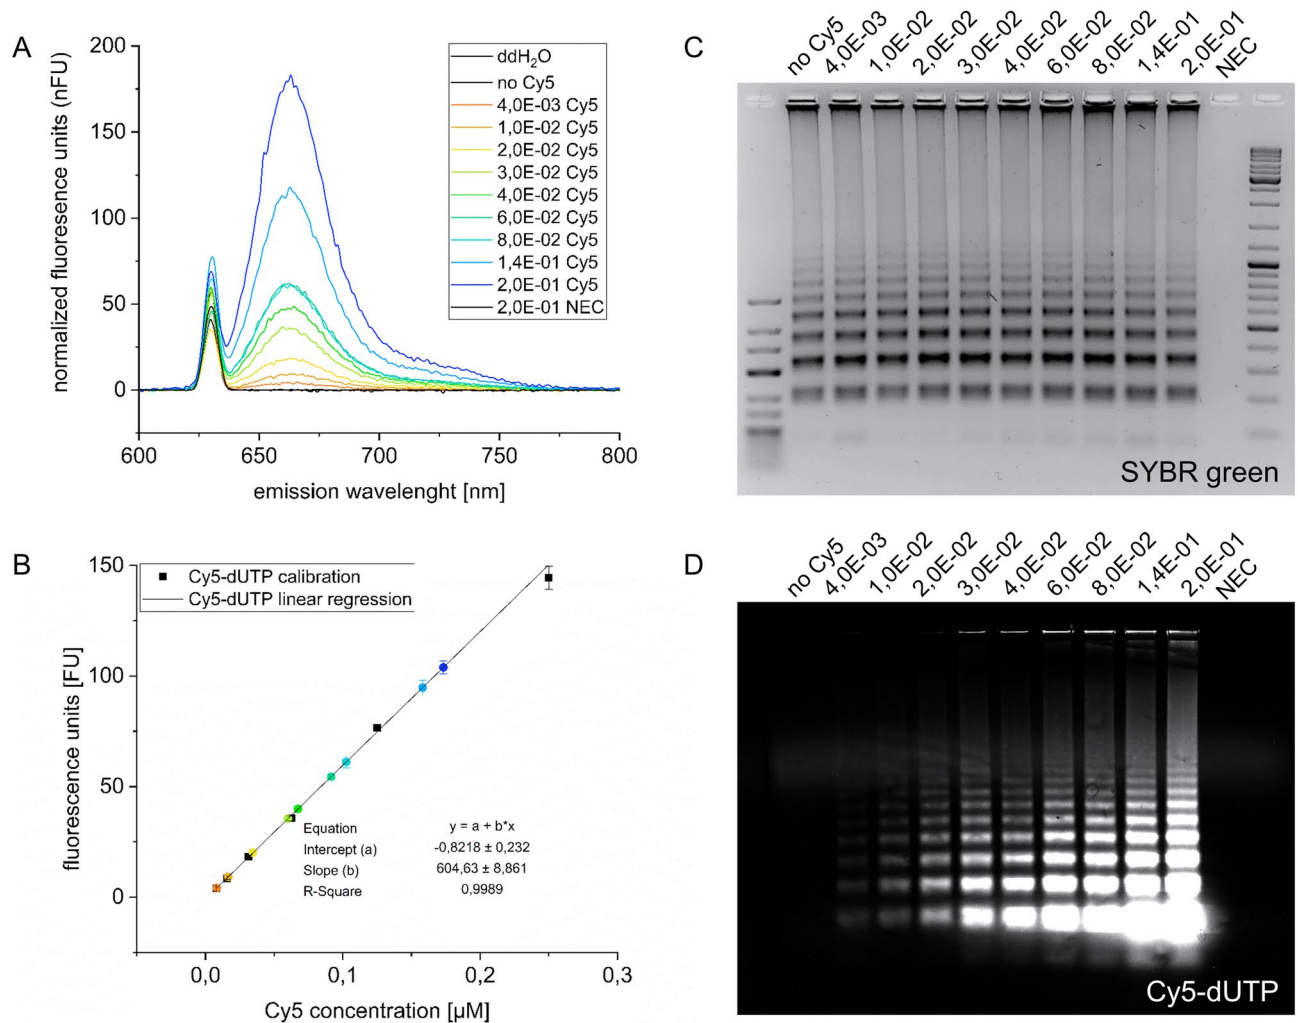 A
normalized fluoresence units (nFU)
200
150
100
50
0
600
650
700
750
800
emission wavelenght [nm]
ddH₂O
no Cy5
4,0E-03 Cy5
1,0E-02 Cy5
2,0E-02 Cy5
3,0E-02 Cy5
4,0E-02 Cy5
6,0E-02 Cy5
8,0E-02 Cy5
1,4E-01 Cy5
2,0E-01 Cy5
2,0E-01 NEC
B
fluorescence units [FU]
150
100
50
0
0,0
0,1
0,2
0,3
Cy5 concentration [µM]
Cy5-dUTP calibration
Cy5-dUTP linear regression
Equation y = a + b*x
Intercept (a) -0,8218 ± 0,232
Slope (b) 604,63 ± 8,861
R-Square 0,9989
C
no Cy5
4,0E-03
1,0E-02
2,0E-02
3,0E-02
4,0E-02
6,0E-02
8,0E-02
1,4E-01
2,0E-01
NEC
SYBR green
D
no Cy5
4,0E-03
1,0E-02
2,0E-02
3,0E-02
4,0E-02
6,0E-02
8,0E-02
1,4E-01
2,0E-01
NEC
Cy5-dUTP